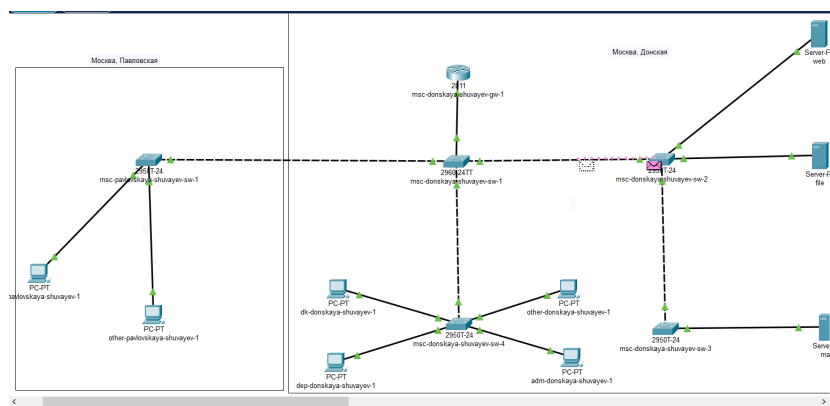 Москва, Павловская
Москва, Донская
Server-P
web
2811
msc-donskaya-shuvayev-gw-1
2950T-24
msc-pavlovskaya-shuvayev-sw-1
2960-24TT
msc-donskaya-shuvayev-sw-1
2950T-24
msc-donskaya-shuvayev-sw-2
Server-P
file
PC-PT
pavlovskaya-shuvayev-1
PC-PT
other-pavlovskaya-shuvayev-1
PC-PT
dk-donskaya-shuvayev-1
PC-PT
other-donskaya-shuvayev-1
2950T-24
msc-donskaya-shuvayev-sw-4
2950T-24
msc-donskaya-shuvayev-sw-3
Serve
ma
PC-PT
dep-donskaya-shuvayev-1
PC-PT
adm-donskaya-shuvayev-1